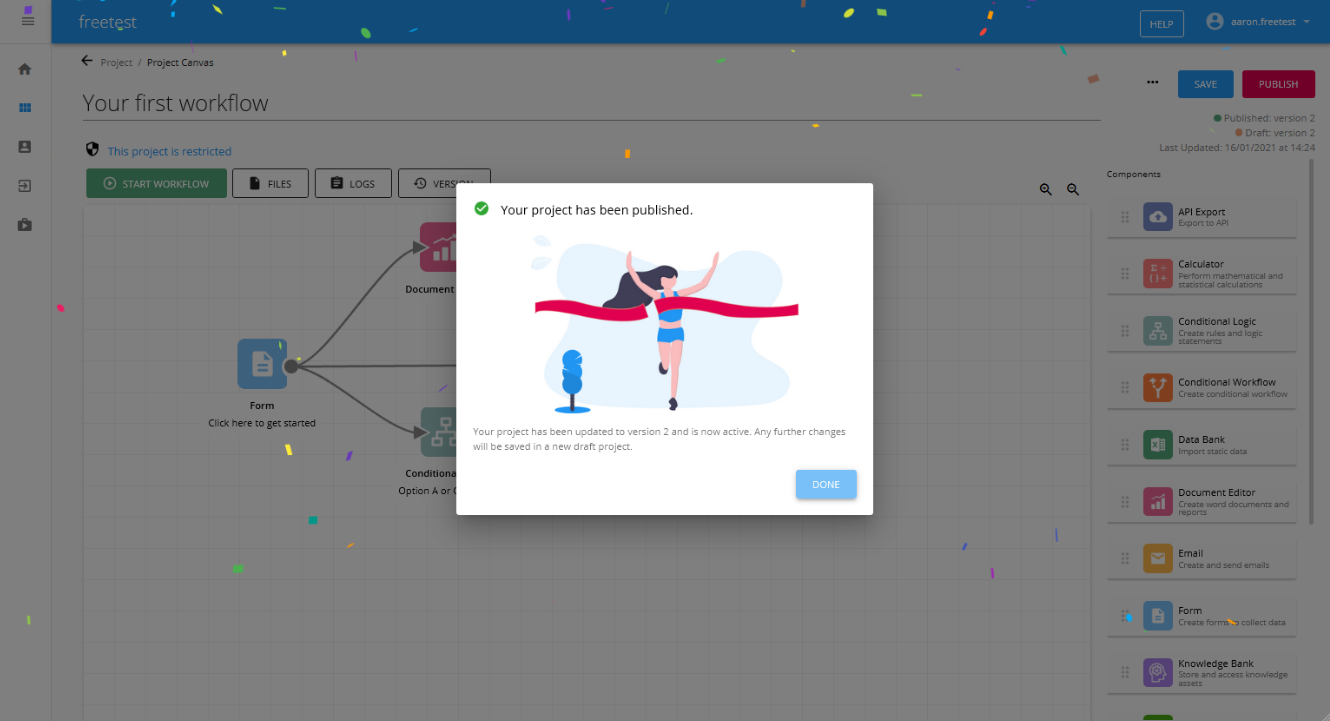 freetest
HELP
aaron.freetest
Project / Project Canvas
Your first workflow
SAVE
PUBLISH
Published: version 2
Draft: version 2
Last Updated: 16/01/2021 at 14:24
This project is restricted
START WORKFLOW
FILES
LOGS
VERSION
Components
API Export
Export to API
Calculator
Perform mathematical and
statistical calculations
Conditional Logic
Create rules and logic
statements
Conditional Workflow
Create conditional workflow
Data Bank
Import static data
Document Editor
Create word documents and
reports
Email
Create and send emails
Form
Create forms to collect data
Knowledge Bank
Store and access knowledge
assets
Document
Form
Click here to get started
Conditiona
Option A or
Your project has been published.
Your project has been updated to version 2 and is now active. Any further changes
will be saved in a new draft project.
DONE